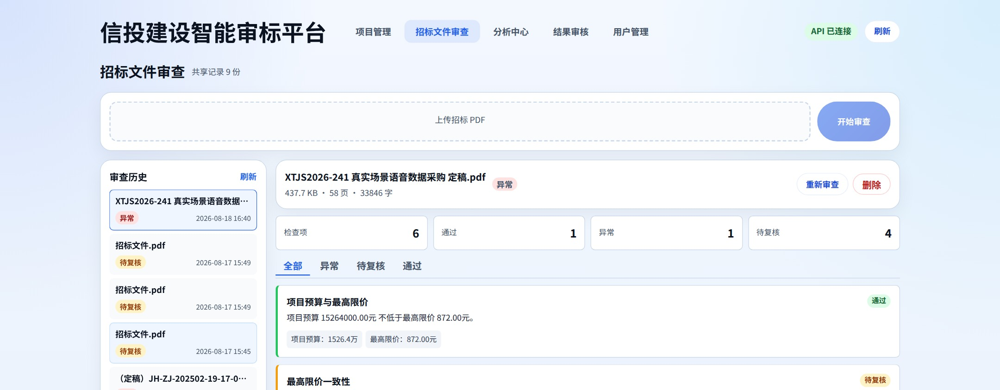 信投建设智能审标平台
项目管理 招标文件审查 分析中心 结果审核 用户管理
API 已连接 刷新
招标文件审查 共享记录 9 份
上传招标 PDF
开始审查
审查历史 刷新
XTJS2026-241 真实场景语音数据…
异常 2026-08-18 16:40
招标文件.pdf
待复核 2026-08-17 15:49
招标文件.pdf
待复核 2026-08-17 15:49
招标文件.pdf
待复核 2026-08-17 15:45
（定稿）JH-ZJ-202502-19-17-0…
XTJS2026-241 真实场景语音数据采购 定稿.pdf 异常
437.7 KB · 58 页 · 33846 字
重新审查 删除
检查项 6
通过 1
异常 1
待复核 4
全部 异常 待复核 通过
项目预算与最高限价 通过
项目预算 15264000.00元 不低于最高限价 872.00元。
项目预算：1526.4万 最高限价：872.00元
最高限价一致性 待复核